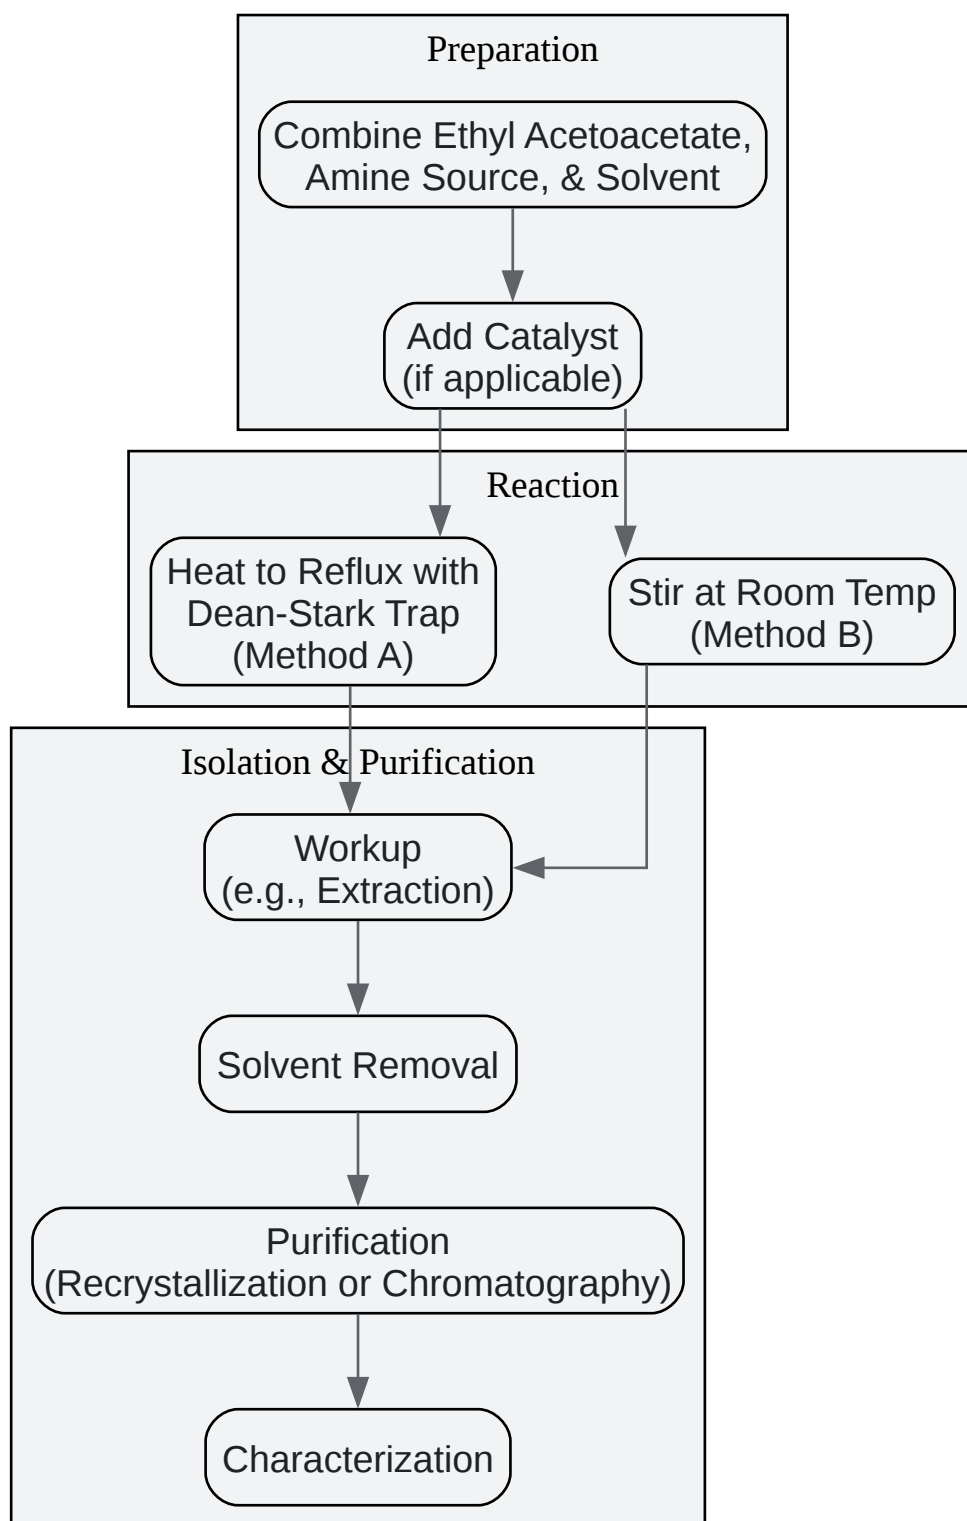 Preparation
Combine Ethyl Acetoacetate,
Amine Source, & Solvent
Add Catalyst
(if applicable)
Reaction
Heat to Reflux with
Dean-Stark Trap
(Method A)
Stir at Room Temp
(Method B)
Isolation & Purification
Workup
(e.g., Extraction)
Solvent Removal
Purification
(Recrystallization or Chromatography)
Characterization